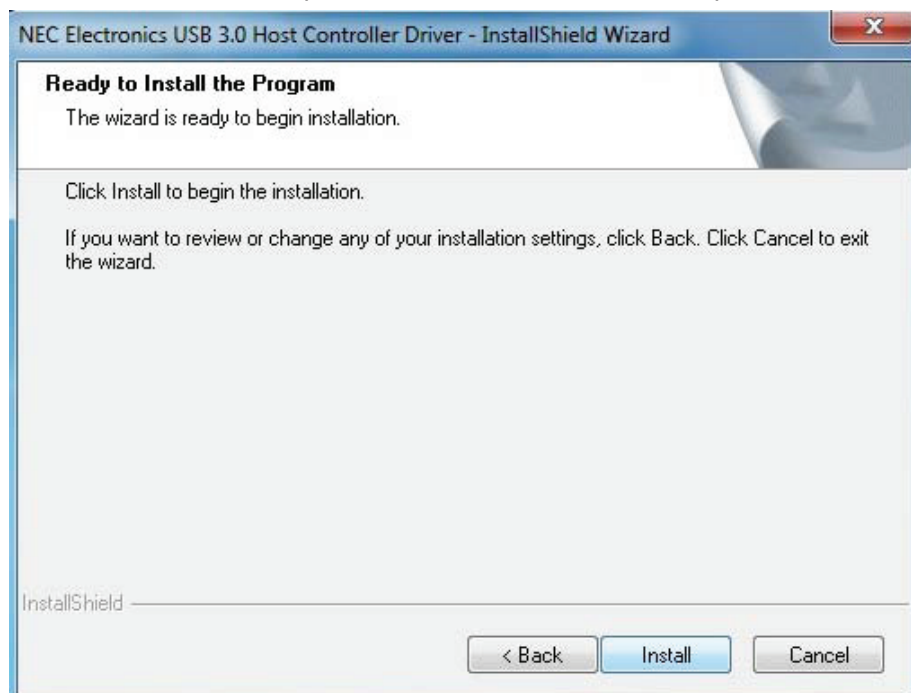 NEC Electronics USB 3.0 Host Controller Driver - InstallShield Wizard
Ready to Install the Program
The wizard is ready to begin installation.
Click Install to begin the installation.
If you want to review or change any of your installation settings, click Back. Click Cancel to exit
the wizard.
InstallShield
< Back Install Cancel